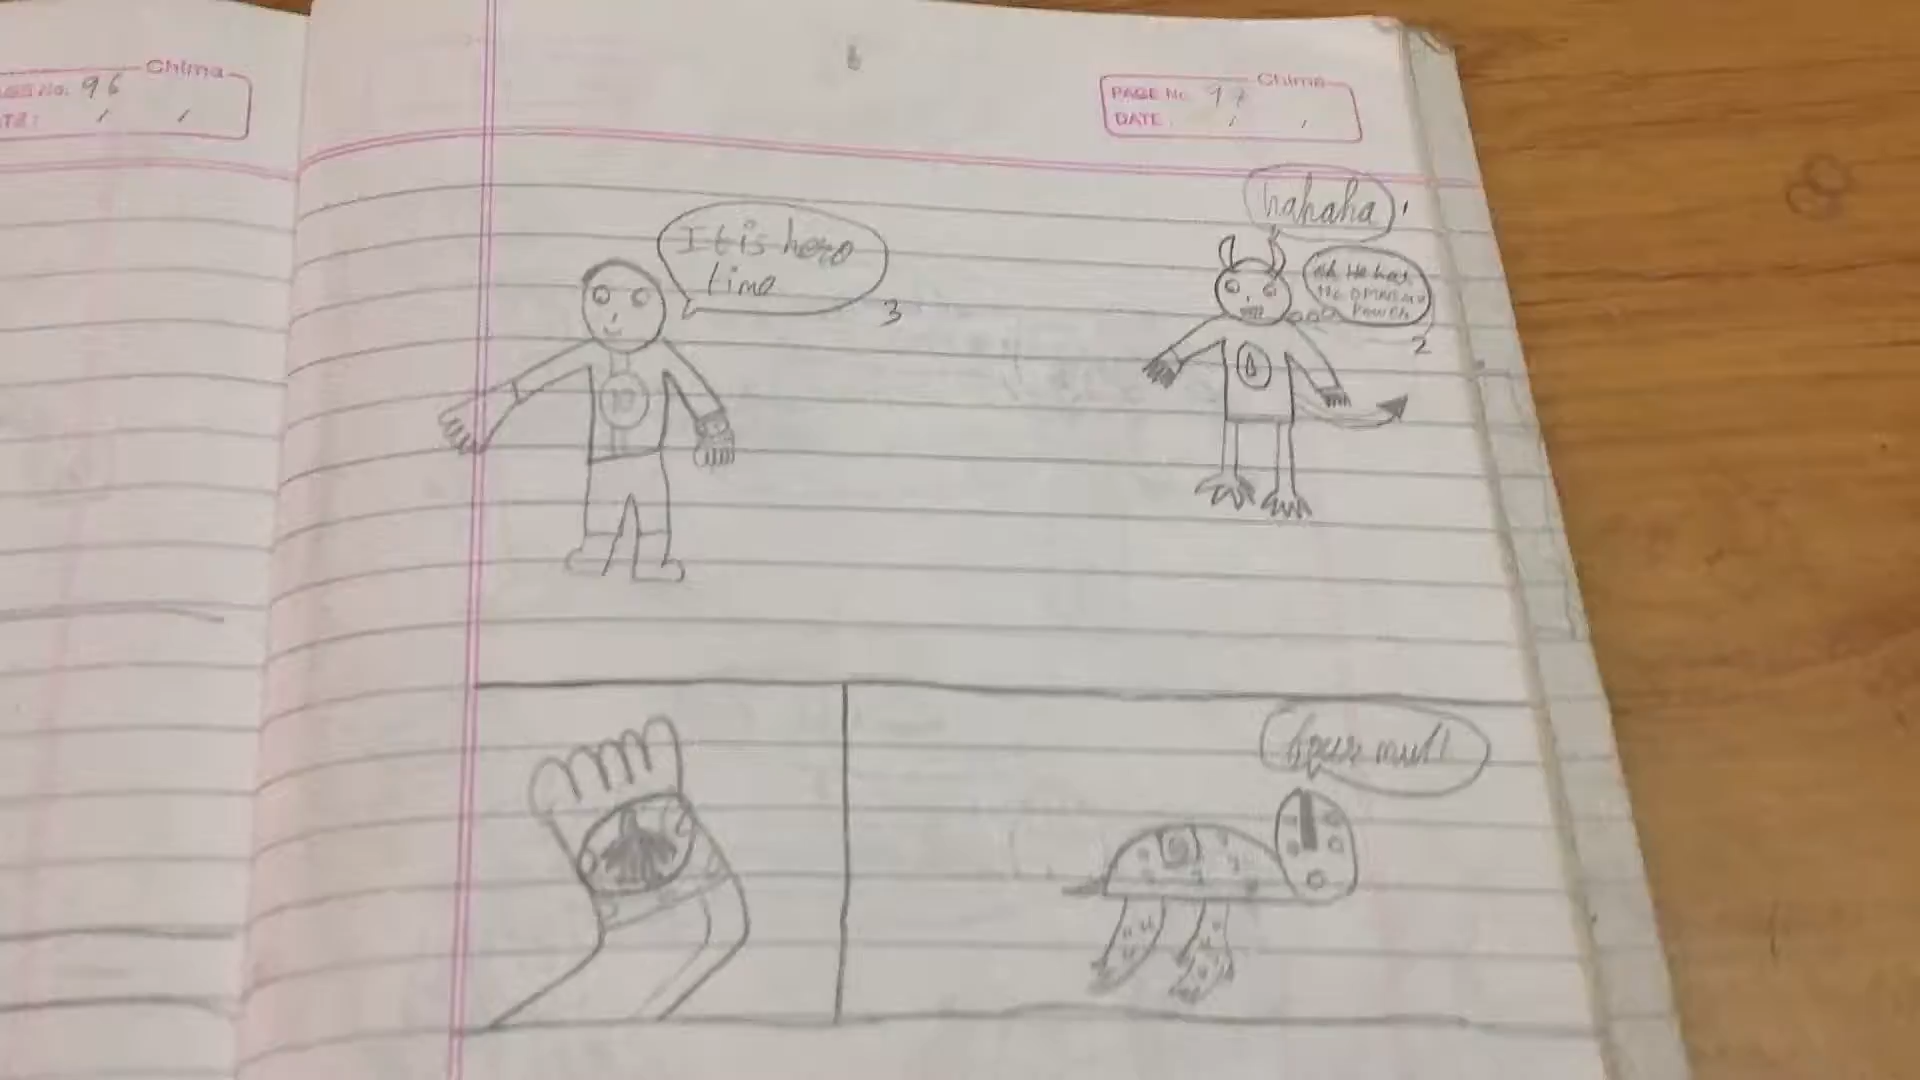 Chima
PAGE No. 96
DATE:
Chima
PAGE No. 97
DATE:
hahaha!
It is hero
time
3
oh He has
the omnitrix
Power
2